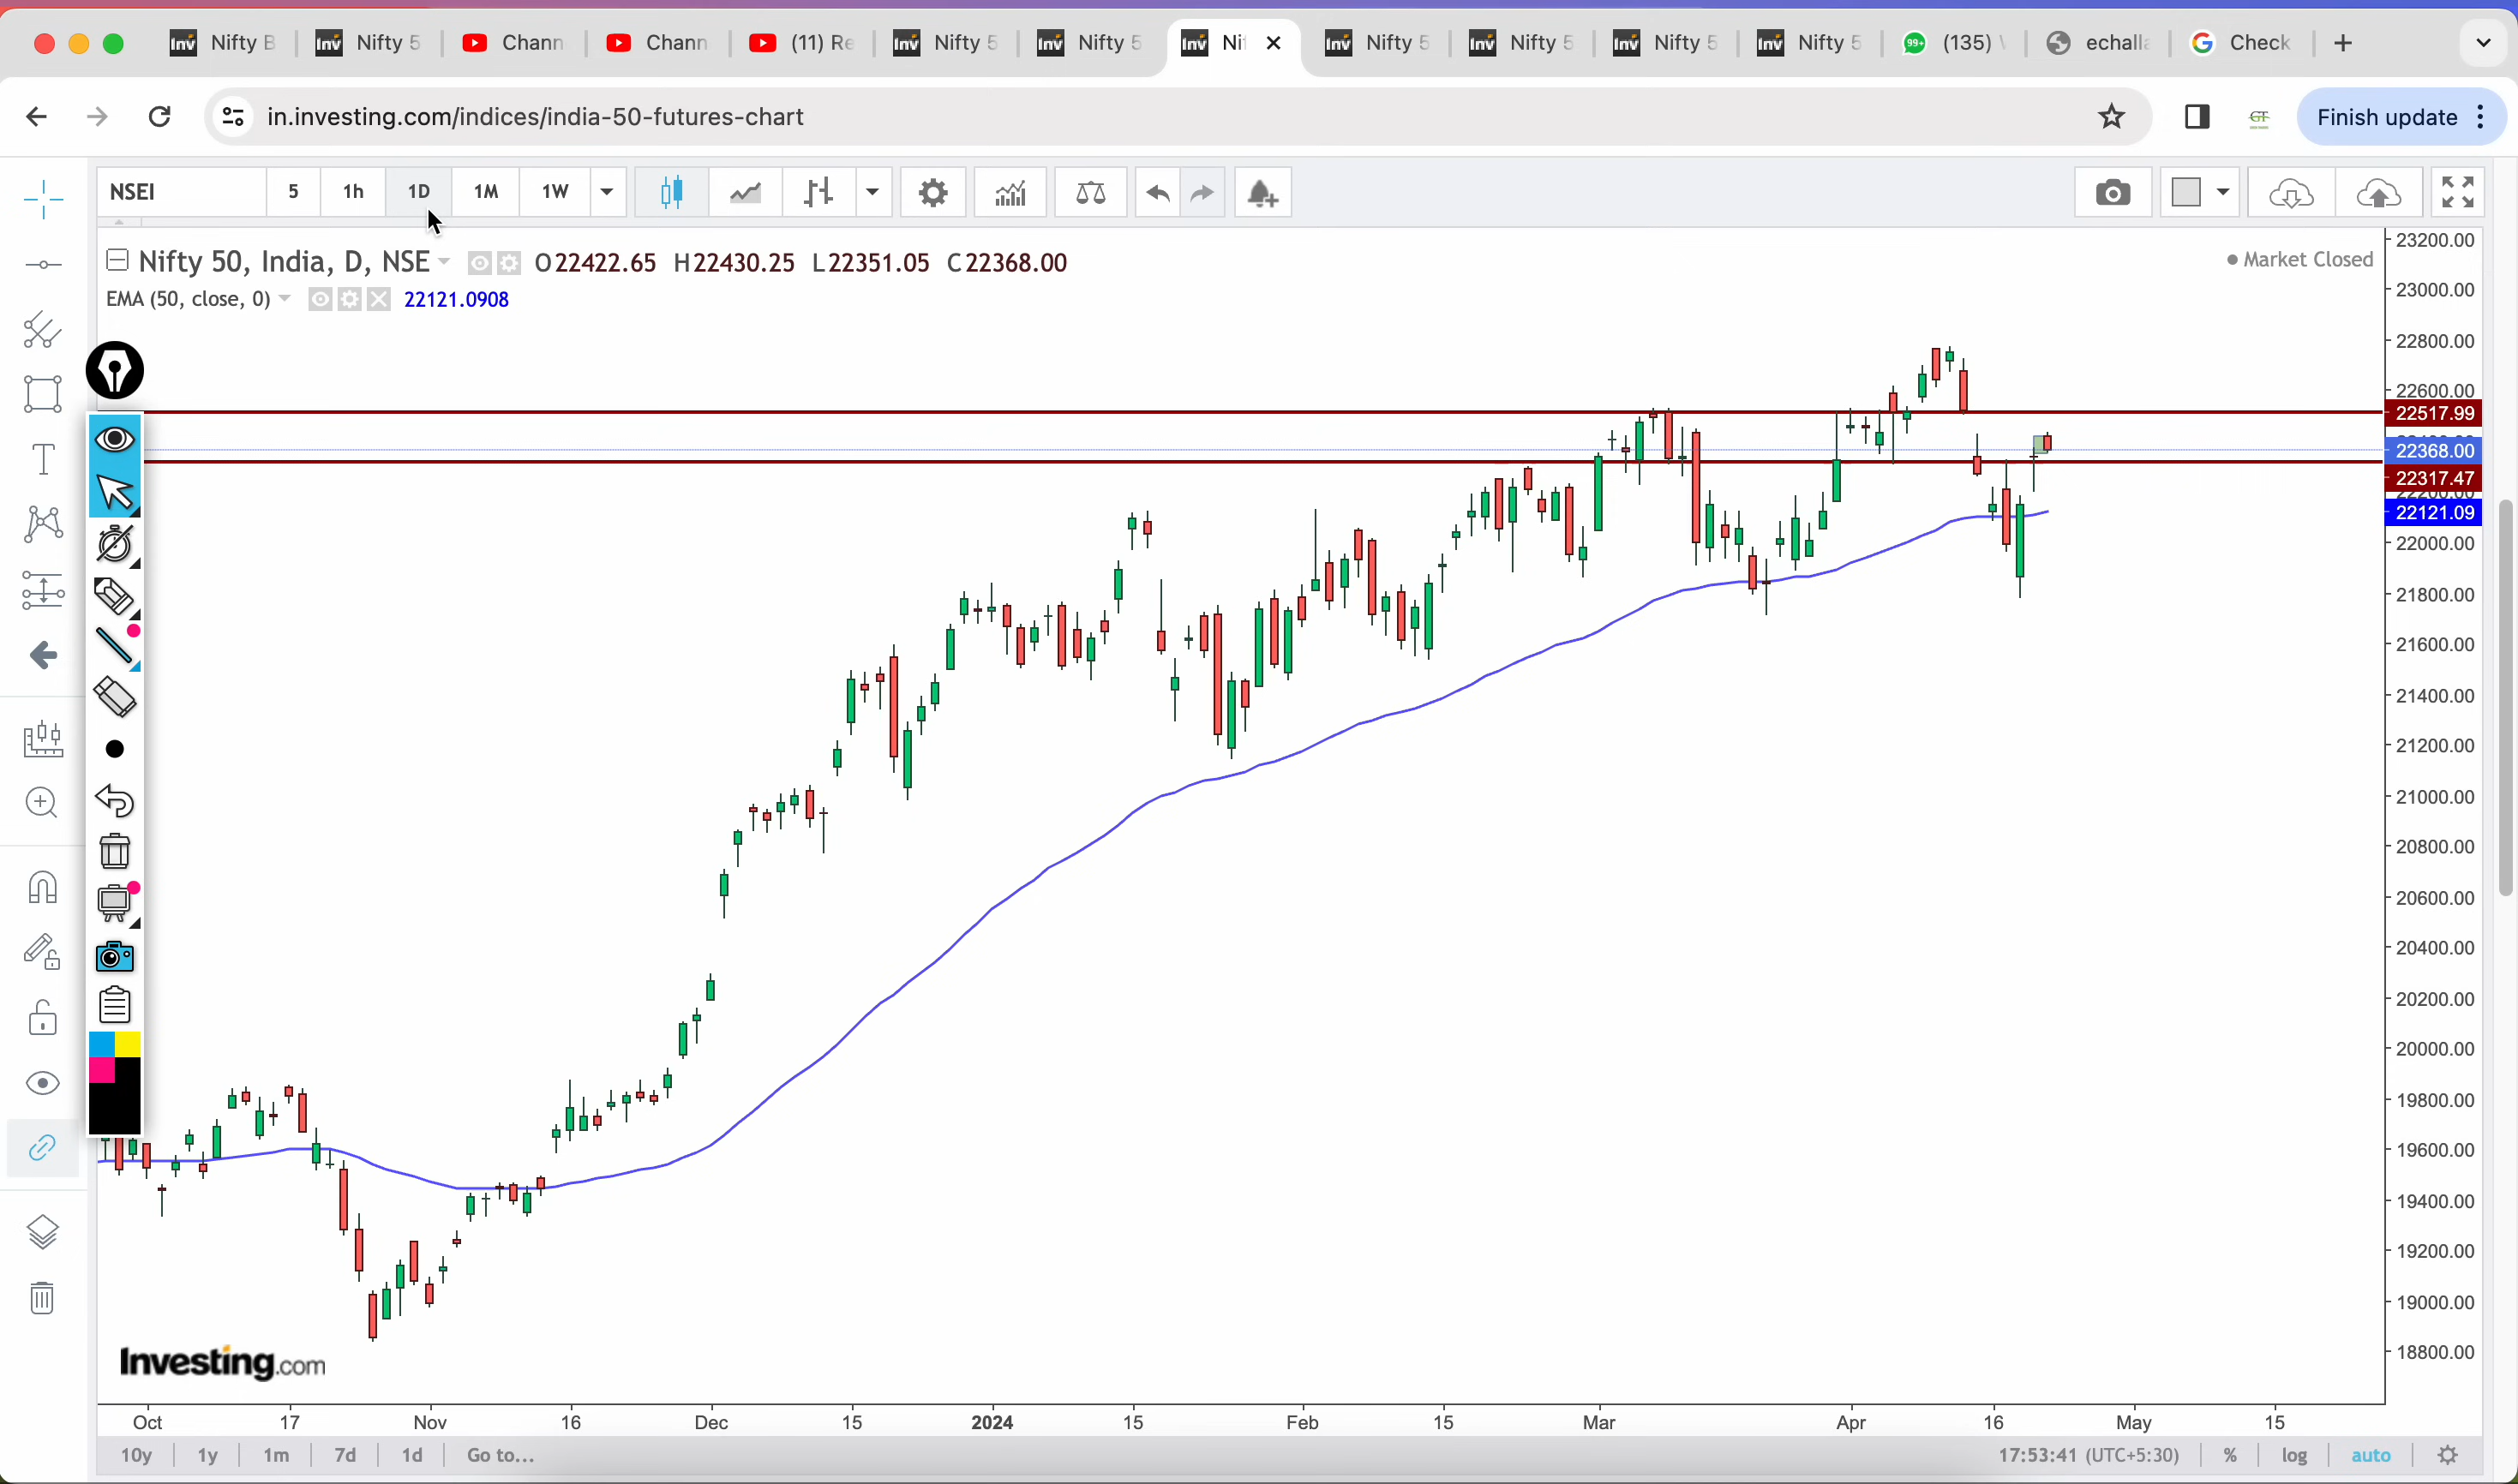 Nifty B
Nifty 5
Chann
Chann
(11) Re
Nifty 5
Nifty 5
Ni
Nifty 5
Nifty 5
Nifty 5
Nifty 5
99+
(135)
echalla
Check
in.investing.com/indices/india-50-futures-chart
GT
Finish update
NSEI
5
1h
1D
1M
1W
Nifty 50, India, D, NSE O22422.65 H22430.25 L22351.05 C22368.00
Market Closed
EMA (50, close, 0) 22121.0908
23200.00
23000.00
22800.00
22600.00
22517.99
22368.00
22317.47
22121.09
22000.00
21800.00
21600.00
21400.00
21200.00
21000.00
20800.00
20600.00
20400.00
20200.00
20000.00
19800.00
19600.00
19400.00
19200.00
19000.00
18800.00
Investing.com
Oct 17 Nov 16 Dec 15 2024 15 Feb 15 Mar Apr 16 May 15
10y 1y 1m 7d 1d Go to... 17:53:41 (UTC+5:30) % log auto